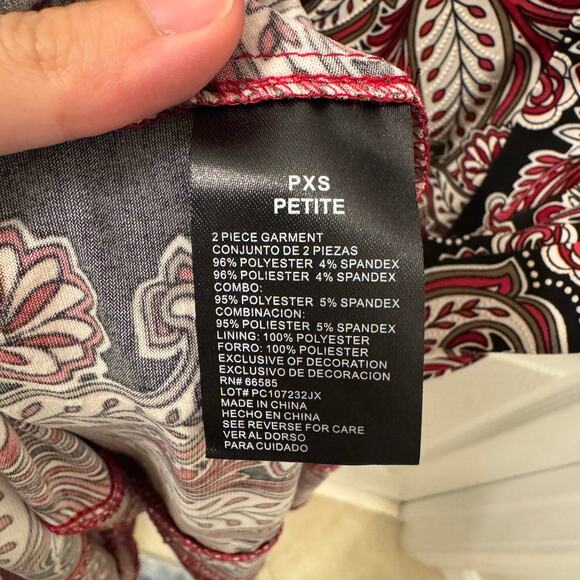 PXS
PETITE
2 PIECE GARMENT
CONJUNTO DE 2 PIEZAS
96% POLYESTER 4% SPANDEX
96% POLIESTER 4% SPANDEX
COMBO:
95% POLYESTER 5% SPANDEX
COMBINACION:
95% POLIESTER 5% SPANDEX
LINING: 100% POLYESTER
FORRO: 100% POLIESTER
EXCLUSIVE OF DECORATION
EXCLUSIVO DE DECORACION
RN# 66585
LOT# PC107232JX
MADE IN CHINA
HECHO EN CHINA
SEE REVERSE FOR CARE
VER AL DORSO
PARA CUIDADO